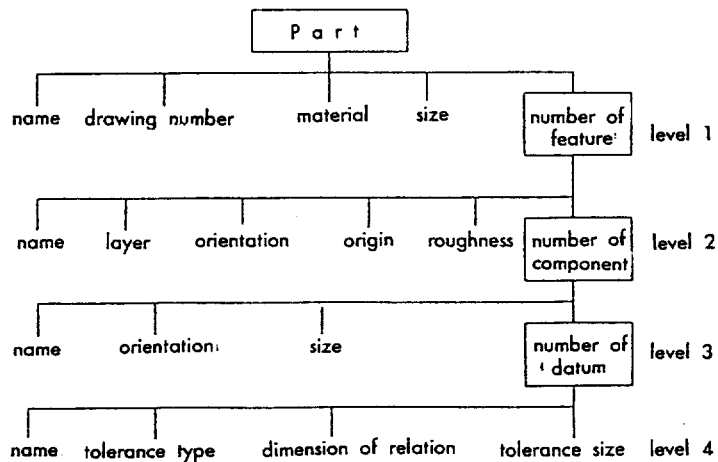 Part
name drawing number material size number of feature: level 1
name layer orientation origin roughness number of component level 2
name orientation size number of datum level 3
name tolerance type dimension of relation tolerance size level 4